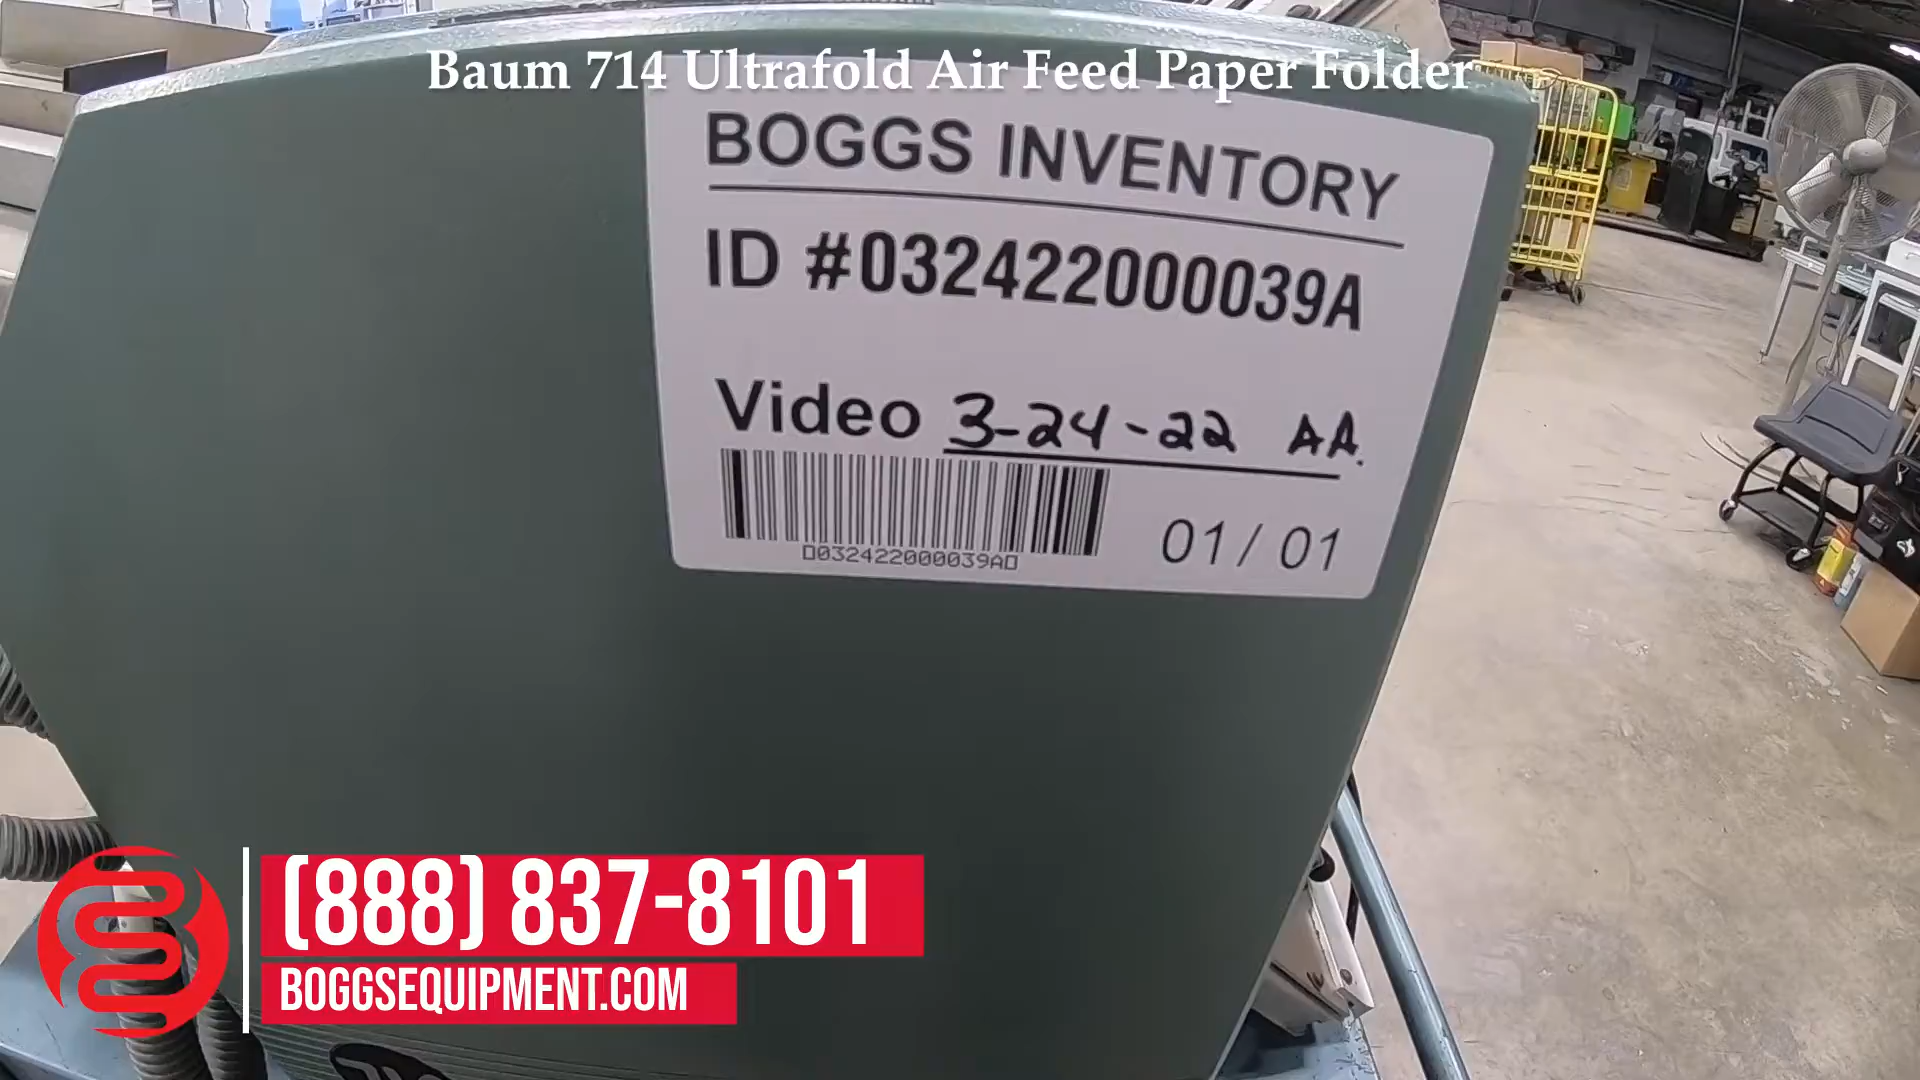 Baum 714 Ultrafold Air Feed Paper Folder
BOGGS INVENTORY
ID #032422000039A
Video 3-24-22 AA.
032422000039A
01/01
(888) 837-8101
BOGGSEQUIPMENT.COM